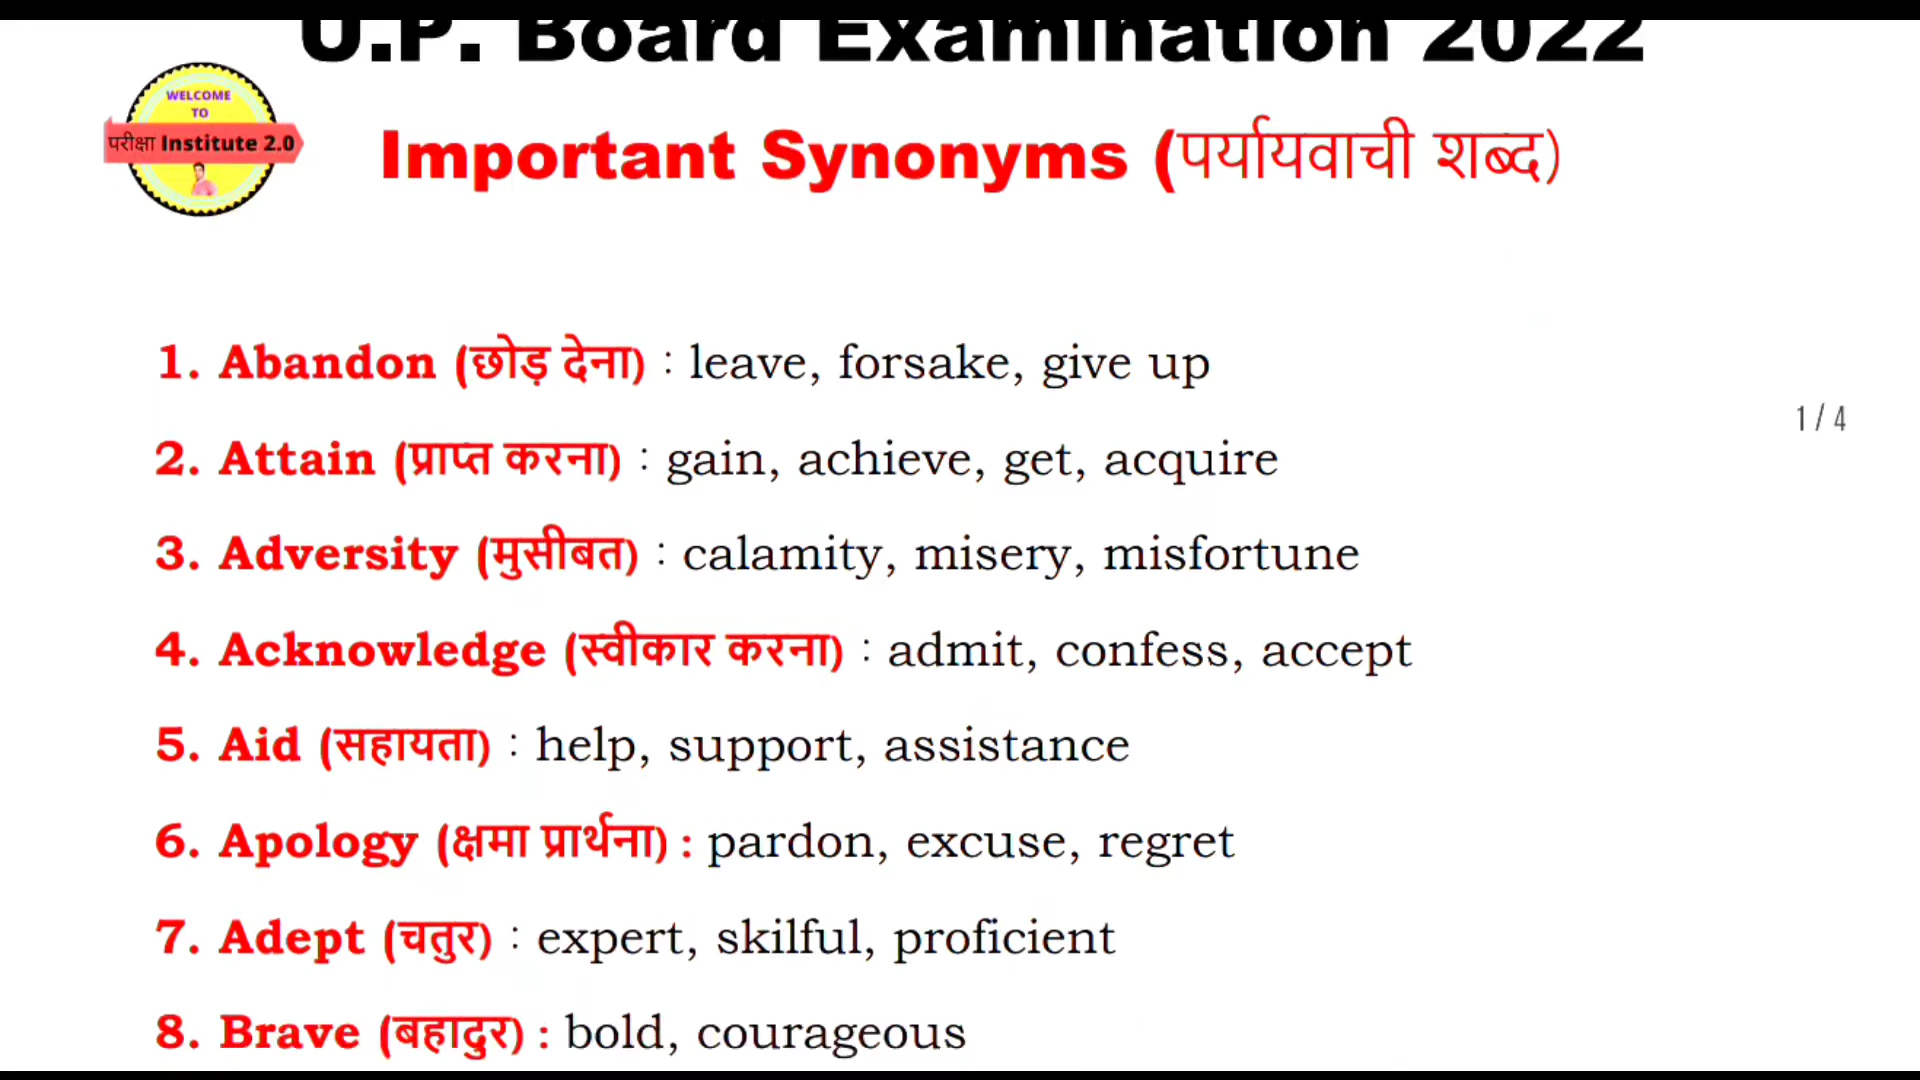 U.P. Board Examination 2022
WELCOME
TO
परीक्षा Institute 2.0
Important Synonyms (पर्यायवाची शब्द)
1. Abandon (छोड़ देना) : leave, forsake, give up
1 / 4
2. Attain (प्राप्त करना) : gain, achieve, get, acquire
3. Adversity (मुसीबत) : calamity, misery, misfortune
4. Acknowledge (स्वीकार करना) : admit, confess, accept
5. Aid (सहायता) : help, support, assistance
6. Apology (क्षमा प्रार्थना) : pardon, excuse, regret
7. Adept (चतुर) : expert, skilful, proficient
8. Brave (बहादुर) : bold, courageous